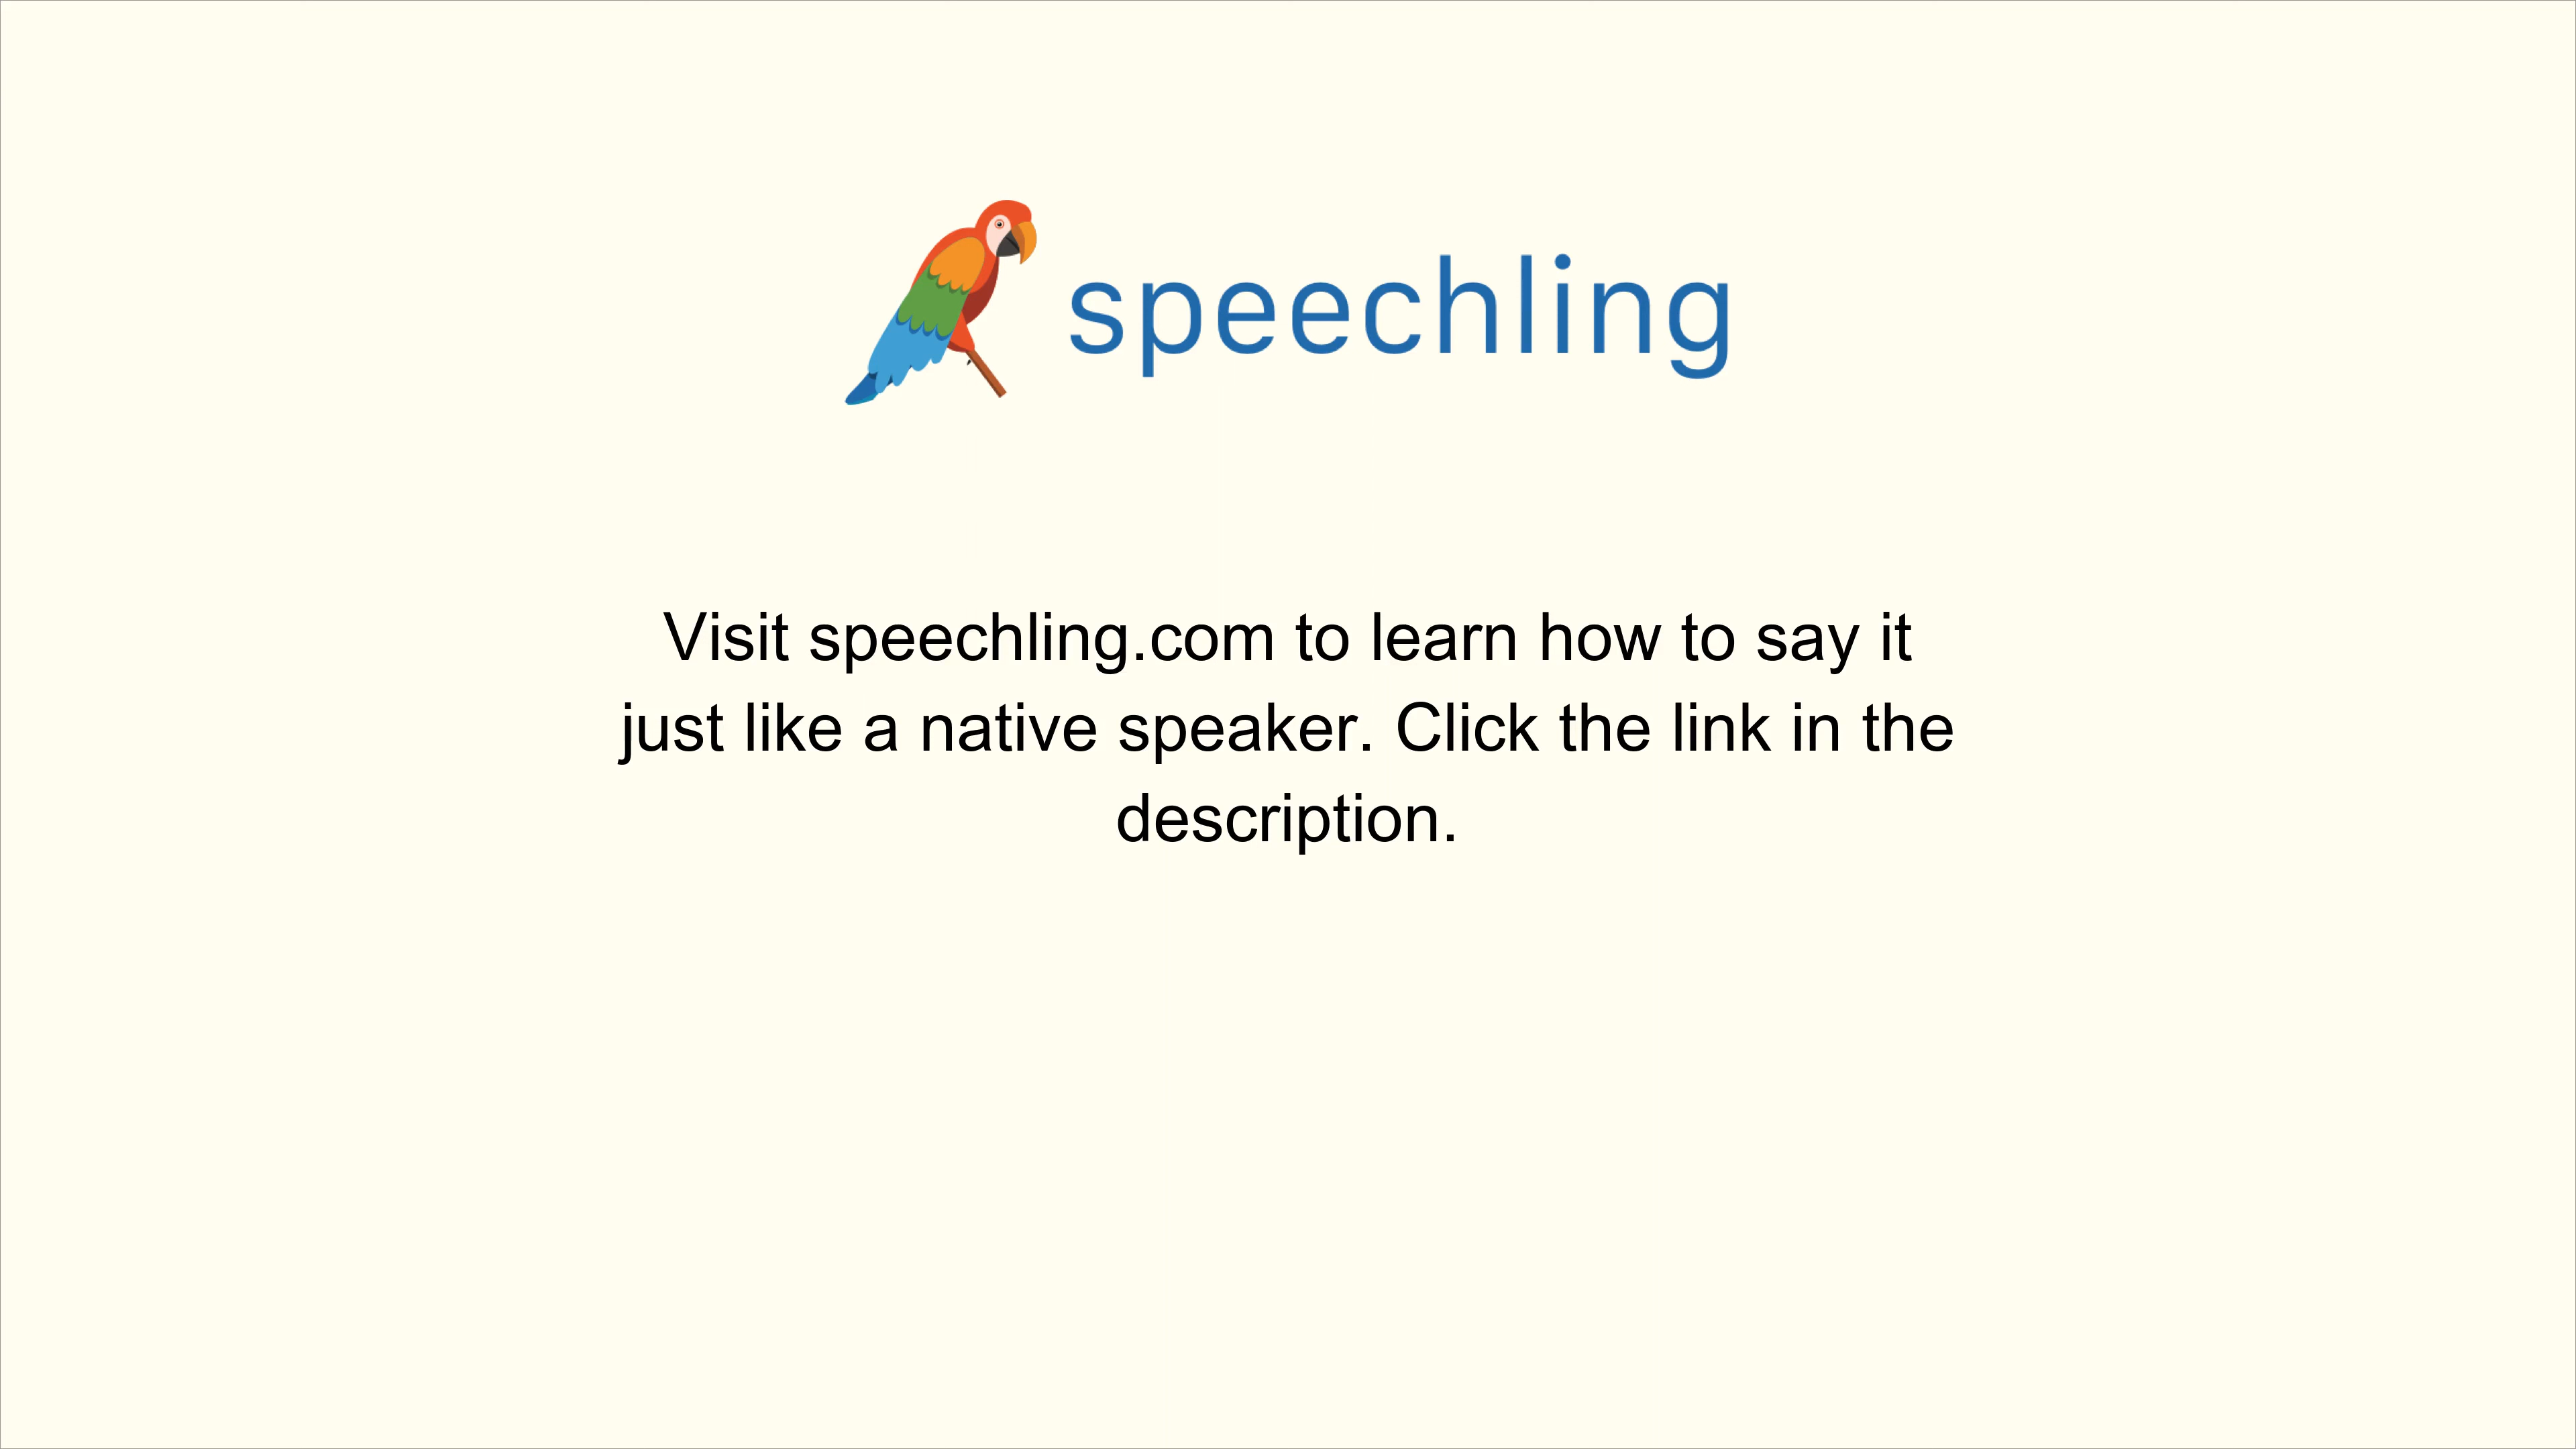 speechling
Visit speechling.com to learn how to say it
just like a native speaker. Click the link in the
description.